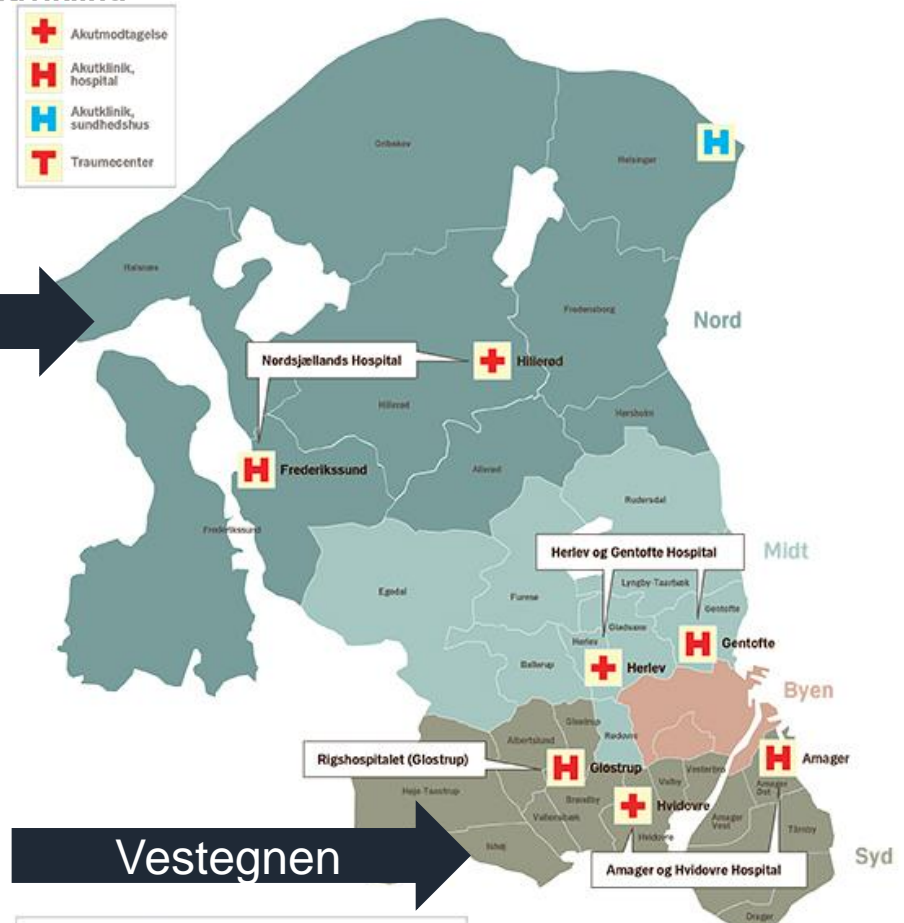 Akutmodtagelse
Akutklinik,
hospital
Akutklinik,
sundhedshus
Traumecenter
Gribskov
Helsingør
Halsnæs
Fredensborg
Nord
Nordsjællands Hospital
Hillerød
Hillerød
Hørsholm
Frederikssund
Allerød
Rudersdal
Frederikssund
Herlev og Gentofte Hospital
Midt
Lyngby-Taarbæk
Egedal
Furesø
Gentofte
Gladsaxe
Herlev
Gentofte
Ballerup
Herlev
Byen
Glostrup
Rødovre
Albertslund
Rigshospitalet (Glostrup)
Glostrup
Amager
Vesterbro
Valby
Høje-Taastrup
Brøndby
Amager
Øst
Hvidovre
Vallensbæk
Amager
Vest
Tårnby
Hvidovre
Ishøj
Vestegnen
Syd
Amager og Hvidovre Hospital
Dragør